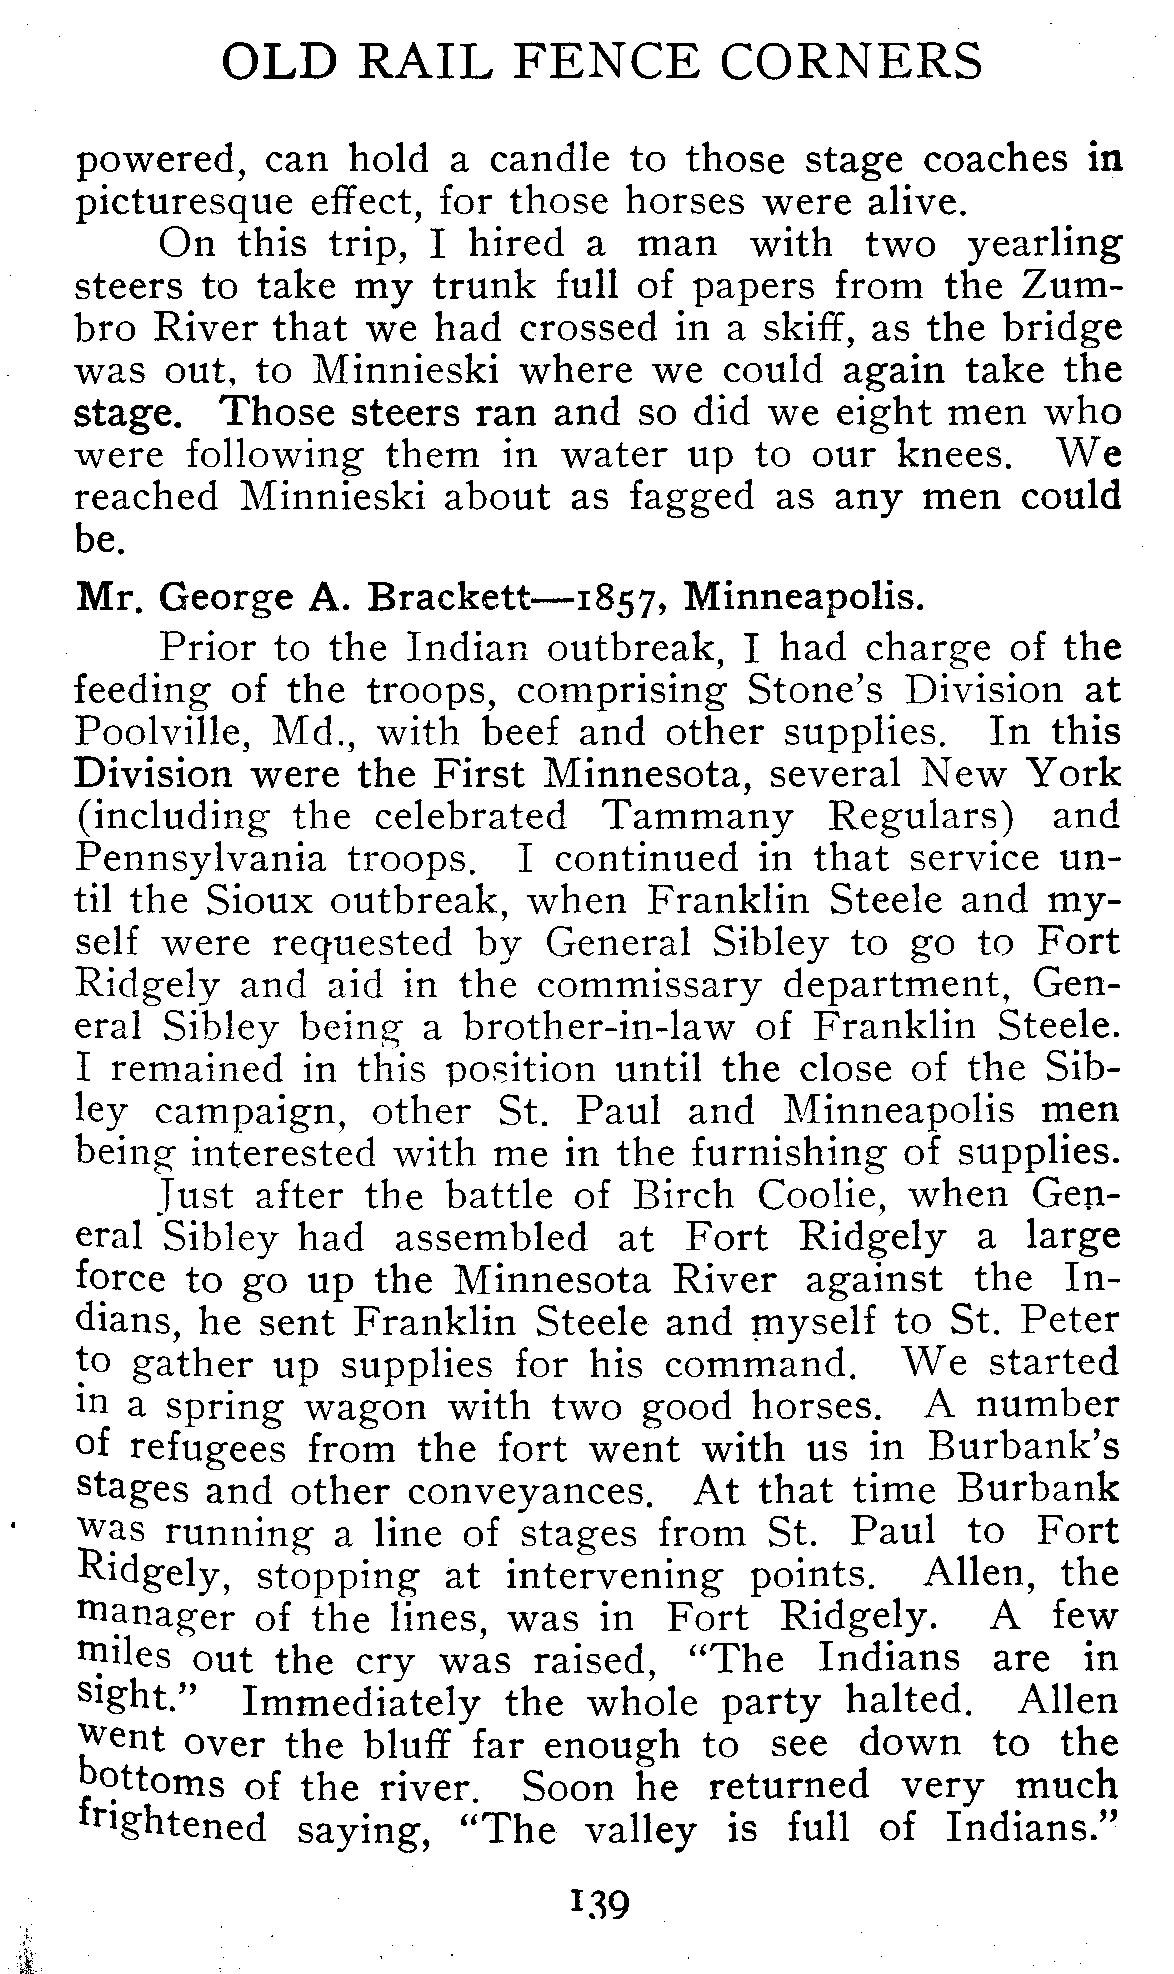 OLD RAIL FENCE CORNERS
powered, can hold a candle to those stage coaches in
picturesque effect, for those horses were alive.
On this trip, I hired a man with two yearling
steers to take my trunk full of papers from the Zum-
bro River that we had crossed in a skiff, as the bridge
was out, to Minnieski where we could again take the
stage. Those steers ran and so did we eight men who
were following them in water up to our knees. We
reached Minnieski about as fagged as any men could
be.
Mr. George A. Brackett—1857, Minneapolis.
Prior to the Indian outbreak, I had charge of the
feeding of the troops, comprising Stone's Division at
Poolville, Md., with beef and other supplies. In this
Division were the First Minnesota, several New York
(including the celebrated Tammany Regulars) and
Pennsylvania troops. I continued in that service un-
til the Sioux outbreak, when Franklin Steele and my-
self were requested by General Sibley to go to Fort
Ridgely and aid in the commissary department, Gen-
eral Sibley being a brother-in-law of Franklin Steele.
I remained in this position until the close of the Sib-
ley campaign, other St. Paul and Minneapolis men
being interested with me in the furnishing of supplies.
Just after the battle of Birch Coolie, when Gen-
eral Sibley had assembled at Fort Ridgely a large
force to go up the Minnesota River against the In-
dians, he sent Franklin Steele and myself to St. Peter
to gather up supplies for his command. We started
in a spring wagon with two good horses. A number
of refugees from the fort went with us in Burbank's
stages and other conveyances. At that time Burbank
was running a line of stages from St. Paul to Fort
Ridgely, stopping at intervening points. Allen, the
manager of the lines, was in Fort Ridgely. A few
miles out the cry was raised, "The Indians are in
sight." Immediately the whole party halted. Allen
went over the bluff far enough to see down to the
bottoms of the river. Soon he returned very much
frightened saying, "The valley is full of Indians."
139